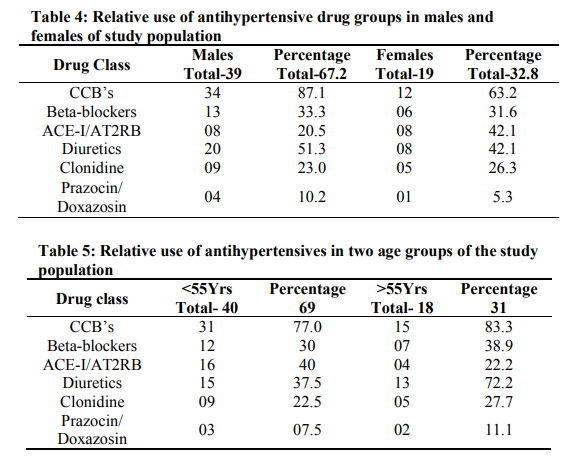 Table 4: Relative use of antihypertensive drug groups in males and
females of study population
Drug Class Males Total-39 Percentage Total-67.2 Females Total-19 Percentage Total-32.8
CCB's 34 87.1 12 63.2
Beta-blockers 13 33.3 06 31.6
ACE-I/AT2RB 08 20.5 08 42.1
Diuretics 20 51.3 08 42.1
Clonidine 09 23.0 05 26.3
Prazocin/ Doxazosin 04 10.2 01 5.3
Table 5: Relative use of antihypertensives in two age groups of the study
population
Drug class <55Yrs Total- 40 Percentage 69 >55Yrs Total- 18 Percentage 31
CCB's 31 77.0 15 83.3
Beta-blockers 12 30 07 38.9
ACE-I/AT2RB 16 40 04 22.2
Diuretics 15 37.5 13 72.2
Clonidine 09 22.5 05 27.7
Prazocin/ Doxazosin 03 07.5 02 11.1